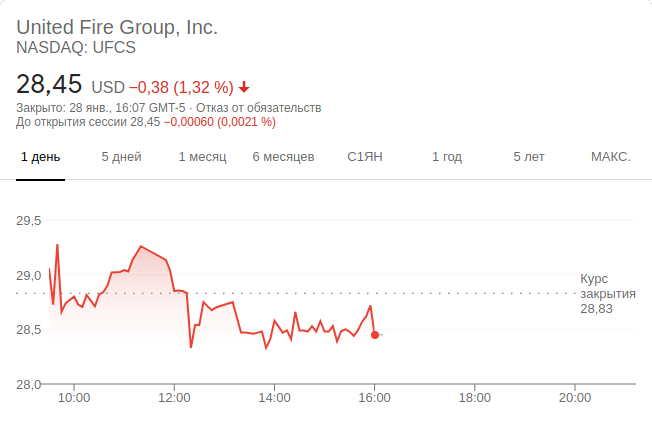 United Fire Group, Inc.
NASDAQ: UFCS
28,45 USD −0,38 (1,32 %)
Закрыто: 28 янв., 16:07 GMT-5 · Отказ от обязательств
До открытия сессии 28,45 −0,00060 (0,0021 %)
1 день 5 дней 1 месяц 6 месяцев С1ЯН 1 год 5 лет МАКС.
29,5
29,0
Курс
закрытия
28,83
28,5
28,0
10:00 12:00 14:00 16:00 18:00 20:00